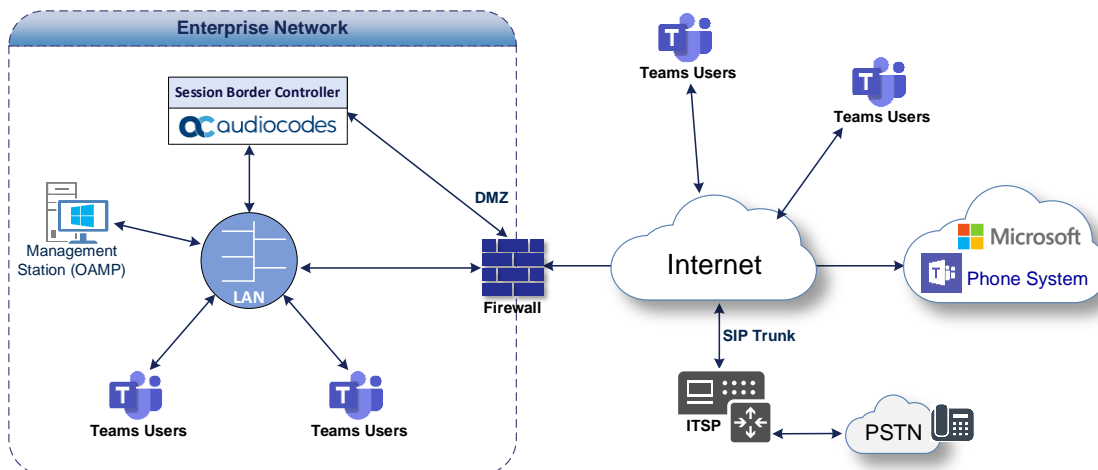 Enterprise Network
Teams Users
Teams Users
Session Border Controller
audiocodes
DMZ
Management
Station (OAMP)
LAN
Firewall
Internet
Microsoft
Phone System
SIP Trunk
Teams Users
Teams Users
ITSP
PSTN